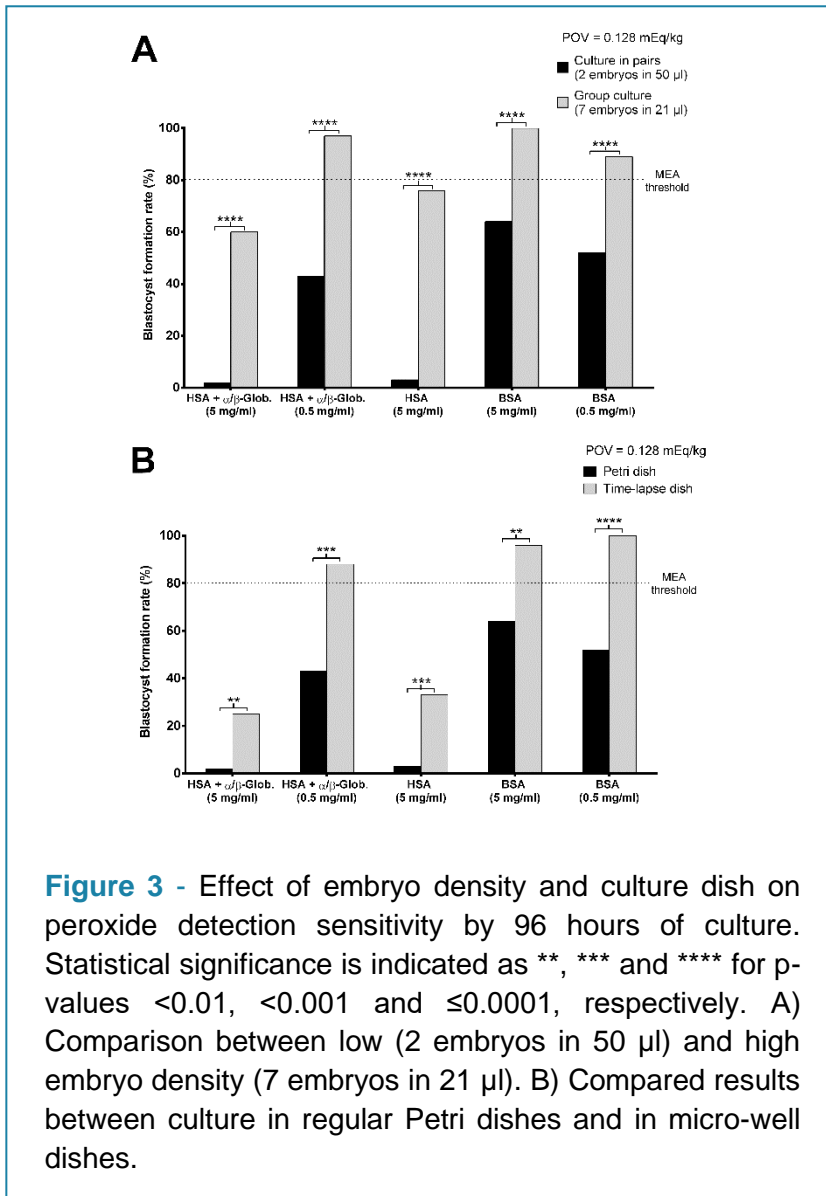 A
POV = 0.128 mEq/kg
Culture in pairs
(2 embryos in 50 µl)
Group culture
(7 embryos in 21 µl)
Blastocyst formation rate (%)
100
80
60
40
20
0
****
****
****
****
****
MEA
threshold
HSA + α/β-Glob.
(5 mg/ml)
HSA + α/β-Glob.
(0.5 mg/ml)
HSA
(5 mg/ml)
BSA
(5 mg/ml)
BSA
(0.5 mg/ml)
B
POV = 0.128 mEq/kg
Petri dish
Time-lapse dish
Blastocyst formation rate (%)
100
80
60
40
20
0
**
***
***
**
****
MEA
threshold
HSA + α/β-Glob.
(5 mg/ml)
HSA + α/β-Glob.
(0.5 mg/ml)
HSA
(5 mg/ml)
BSA
(5 mg/ml)
BSA
(0.5 mg/ml)
Figure 3 - Effect of embryo density and culture dish on
peroxide detection sensitivity by 96 hours of culture.
Statistical significance is indicated as **, *** and **** for p-
values <0.01, <0.001 and ≤0.0001, respectively. A)
Comparison between low (2 embryos in 50 µl) and high
embryo density (7 embryos in 21 µl). B) Compared results
between culture in regular Petri dishes and in micro-well
dishes.